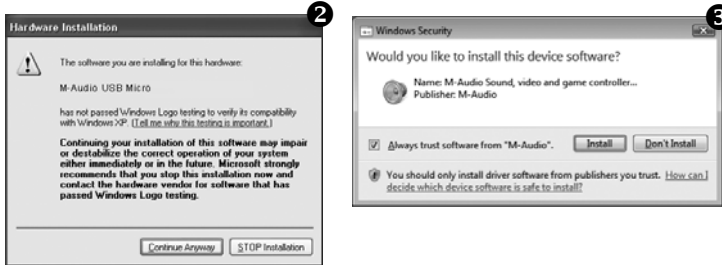 2
Hardware Installation
The software you are installing for this hardware:
M-Audio USB Micro
has not passed Windows Logo testing to verify its compatibility
with Windows XP. (Tell me why this testing is important.)
Continuing your installation of this software may impair
or destabilize the correct operation of your system
either immediately or in the future. Microsoft strongly
recommends that you stop this installation now and
contact the hardware vendor for software that has
passed Windows Logo testing.
Continue Anyway
STOP Installation
3
Windows Security
Would you like to install this device software?
Name: M-Audio Sound, video and game controller...
Publisher: M-Audio
Always trust software from "M-Audio".
Install
Don't Install
You should only install driver software from publishers you trust. How can I
decide which device software is safe to install?